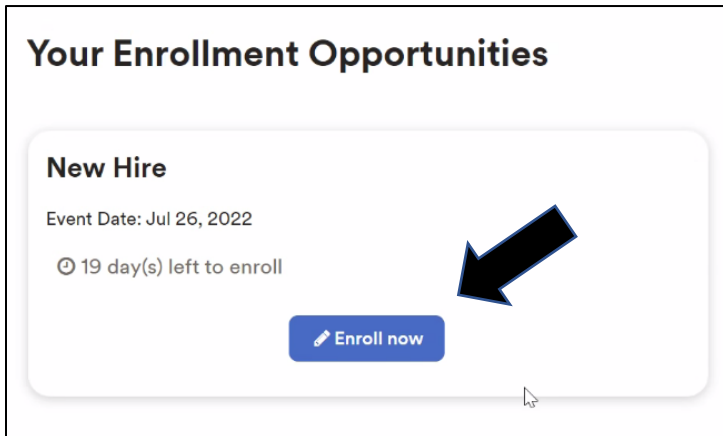 Your Enrollment Opportunities
New Hire
Event Date: Jul 26, 2022
19 day(s) left to enroll
Enroll now